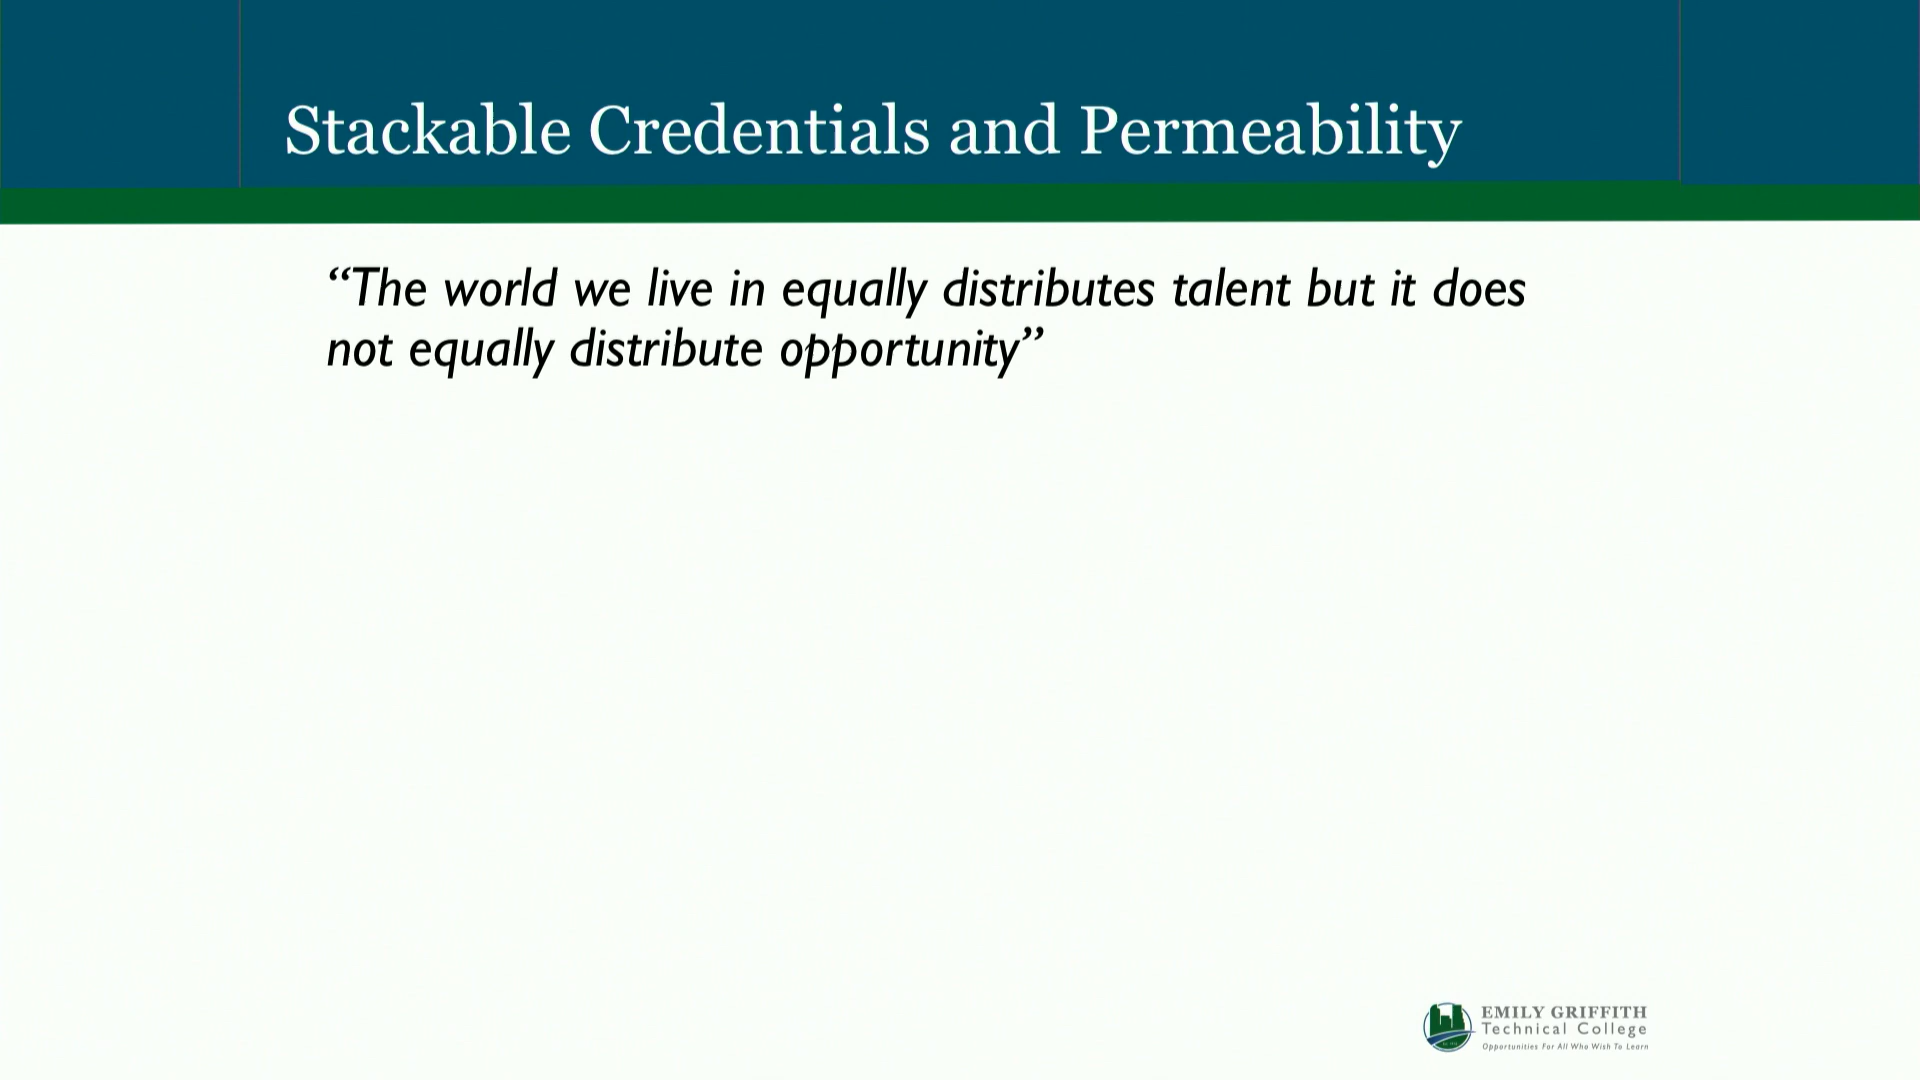 Stackable Credentials and Permeability
“The world we live in equally distributes talent but it does
not equally distribute opportunity”
EMILY GRIFFITH
Technical College
Opportunities For All Who Wish To Learn